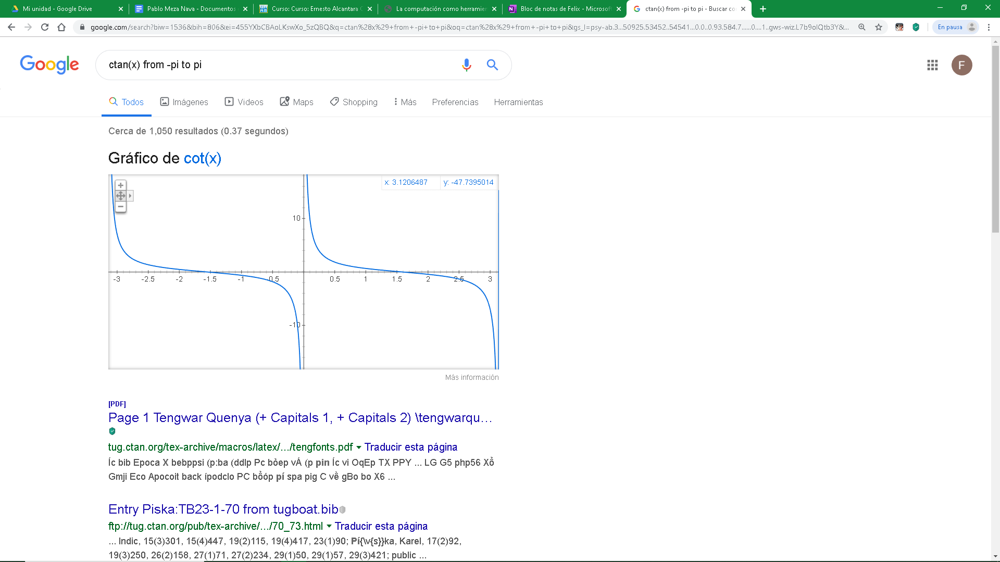 Mi unidad - Google Drive
Pablo Meza Nava - Documentos
Curso: Curso: Ernesto Alcantara C
La computación como herramier
Bloc de notas de Felix - Microsof
ctan(x) from -pi to pi - Buscar co
google.com/search?biw=1536&bih=806&ei=455YXbCBAoLKswXo_5zQBQ&q=ctan%28x%29+from+-pi+to+pi&oq=ctan%28x%29+from+-pi+to+pi&gs_l=psy-ab.3...50925.53452..54541...0.0..0.93.584.7......0....1..gws-wiz.L7b9olQtb3Y&...
En pausa
Google
ctan(x) from -pi to pi
F
Todos
Imágenes
Videos
Maps
Shopping
Más
Preferencias
Herramientas
Cerca de 1,050 resultados (0.37 segundos)
Gráfico de cot(x)
x: 3.1206487
y: -47.7395014
10
-3 -2.5 -2 -1.5 -1 -0.5 0.5 1 1.5 2 2.5 3
-10
Más información
[PDF]
Page 1 Tengwar Quenya (+ Capitals 1, + Capitals 2) \tengwarqu...
tug.ctan.org/tex-archive/macros/latex/.../tengfonts.pdf Traducir esta página
Íc bib Epoca X bebppsi (p:ba (ddlp Pc bỏep vÁ (p pin Íc vi OqEp TX PPY ... LG G5 php56 Xổ
Gmji Eco Apocoit back ípodclo PC bổóp pí spa pig C về gBo bo X6 ...
Entry Piska:TB23-1-70 from tugboat.bib
ftp://tug.ctan.org/pub/tex-archive/.../70_73.html Traducir esta página
... Indic, 15(3)301, 15(4)447, 19(2)115, 19(4)417, 23(1)90; Pí{\v{s}}ka, Karel, 17(2)92,
19(3)250, 26(2)158, 27(1)71, 27(2)234, 29(1)50, 29(1)57, 29(3)421; public ...